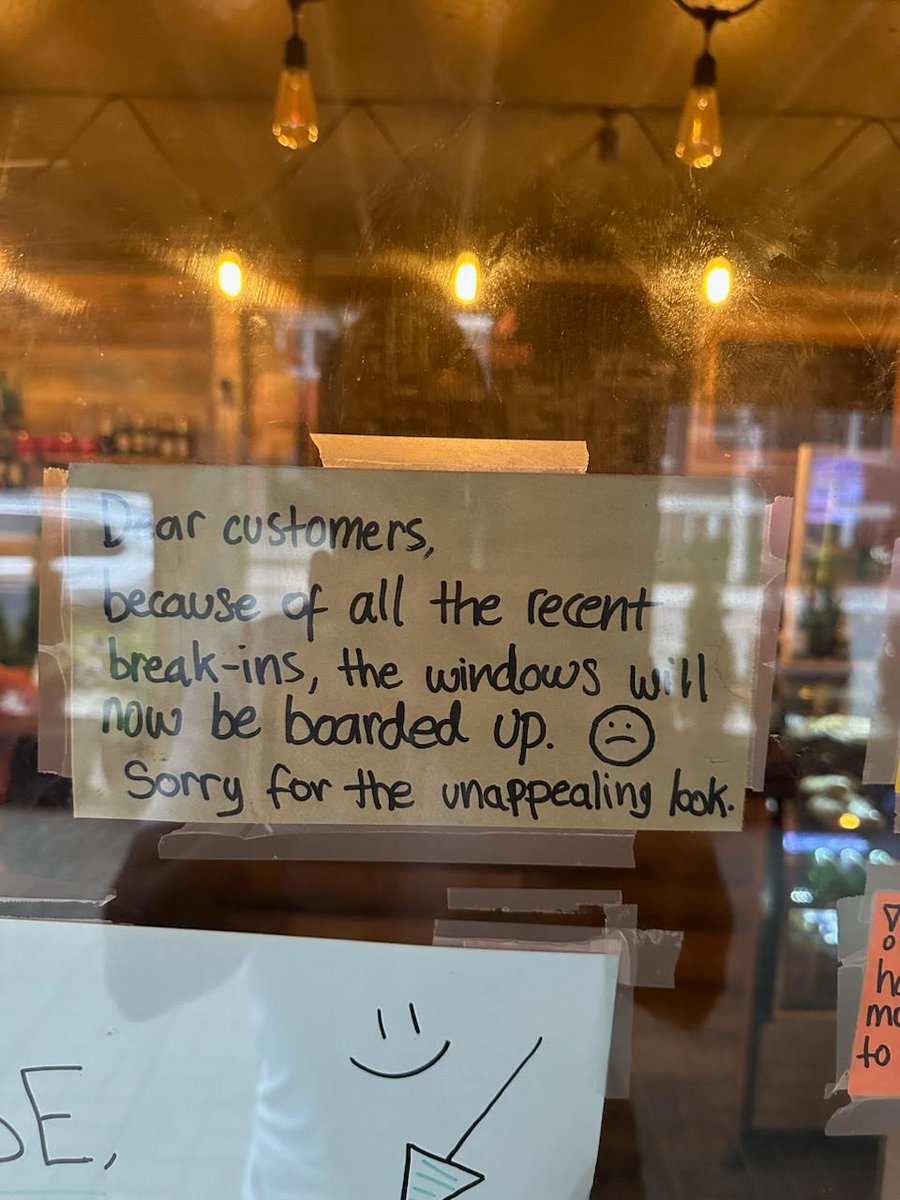 Dear customers,
because of all the recent
break-ins, the windows will
now be boarded up. ☹
Sorry for the unappealing look.
to